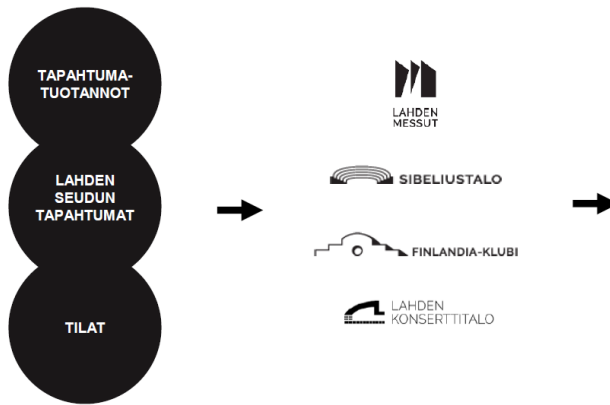 TAPAHTUMA-
TUOTANNOT
LAHDEN
SEUDUN
TAPAHTUMAT
TILAT
LAHDEN
MESSUT
SIBELIUSTALO
FINLANDIA-KLUBI
LAHDEN
KONSERTTITALO